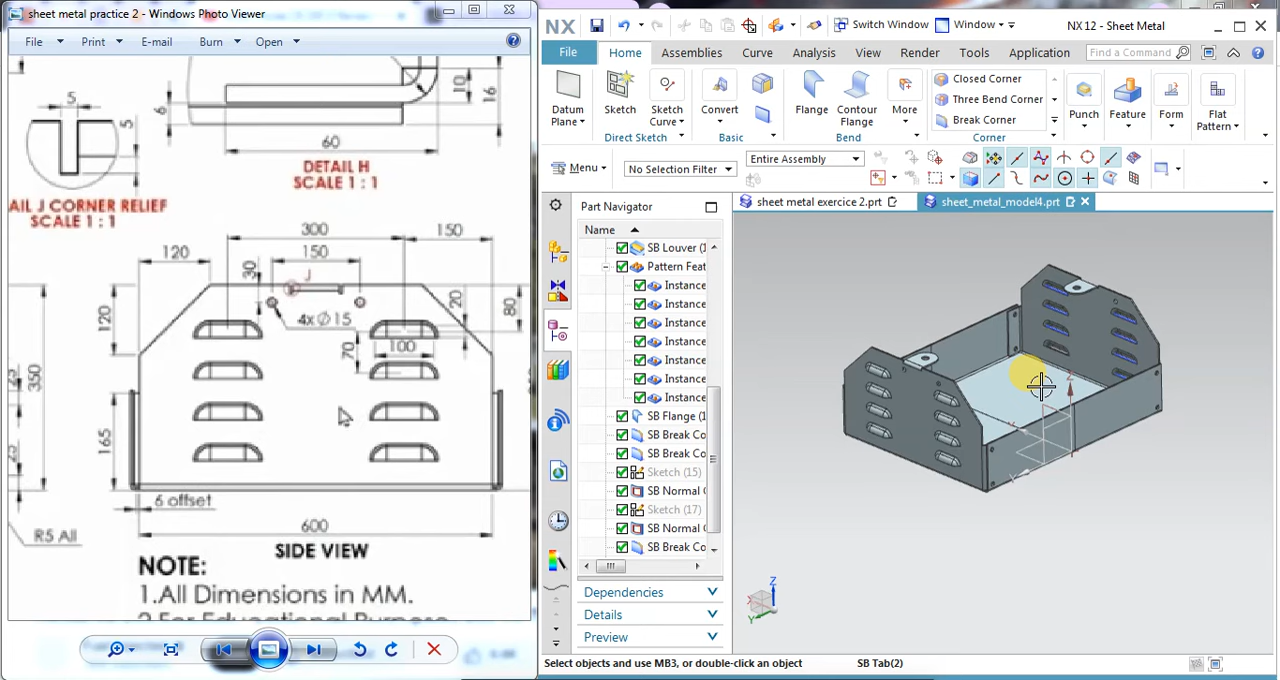 sheet metal practice 2 - Windows Photo Viewer
File Print E-mail Burn Open
5
5
6
10
16
60
DETAIL H
SCALE 1 : 1
AIL J CORNER RELIEF
SCALE 1 : 1
300
150
150
120
30
J
20
80
4x Ø 15
120
70
100
350
25
165
25
6 offset
R5 All
600
SIDE VIEW
NOTE:
1.All Dimensions in MM.
2.For Educational Purpose
NX
Switch Window
Window
NX 12 - Sheet Metal
File Home Assemblies Curve Analysis View Render Tools Application
Find a Command
Datum Plane
Sketch
Sketch Curve
Convert
Flange
Contour Flange
More
Closed Corner
Three Bend Corner
Break Corner
Punch
Feature
Form
Flat Pattern
Direct Sketch
Basic
Bend
Corner
Menu
No Selection Filter
Entire Assembly
Part Navigator
sheet metal exercice 2.prt
sheet_metal_model4.prt
Name
SB Louver (1
Pattern Feat
Instance
Instance
Instance
Instance
Instance
Instance
Instance
SB Flange (1
SB Break Co
SB Break Co
Sketch (15)
SB Normal C
Sketch (17)
SB Normal C
SB Break Co
Dependencies
Details
Preview
Z
X
Y
Z
Y
Select objects and use MB3, or double-click an object
SB Tab(2)